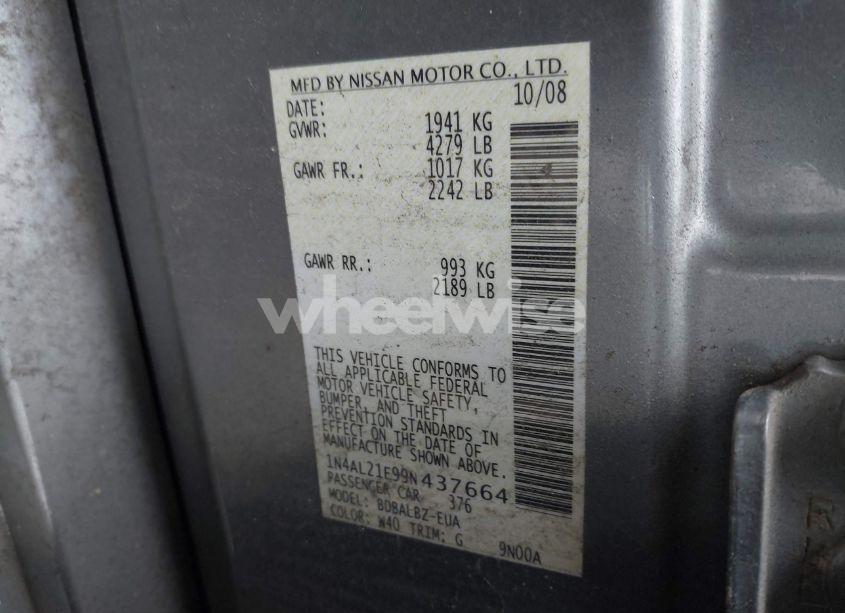 MFD BY NISSAN MOTOR CO., LTD.
DATE: 10/08
GVWR: 1941 KG
4279 LB
GAWR FR.: 1017 KG
2242 LB
GAWR RR.: 993 KG
2189 LB
wheelwise
THIS VEHICLE CONFORMS TO
ALL APPLICABLE FEDERAL
MOTOR VEHICLE SAFETY,
BUMPER, AND THEFT
PREVENTION STANDARDS IN
EFFECT ON THE DATE OF
MANUFACTURE SHOWN ABOVE.
1N4AL21E99N437664
PASSENGER CAR 376
MODEL: BDBALBZ-EUA
COLOR: W40 TRIM: G 9N00A